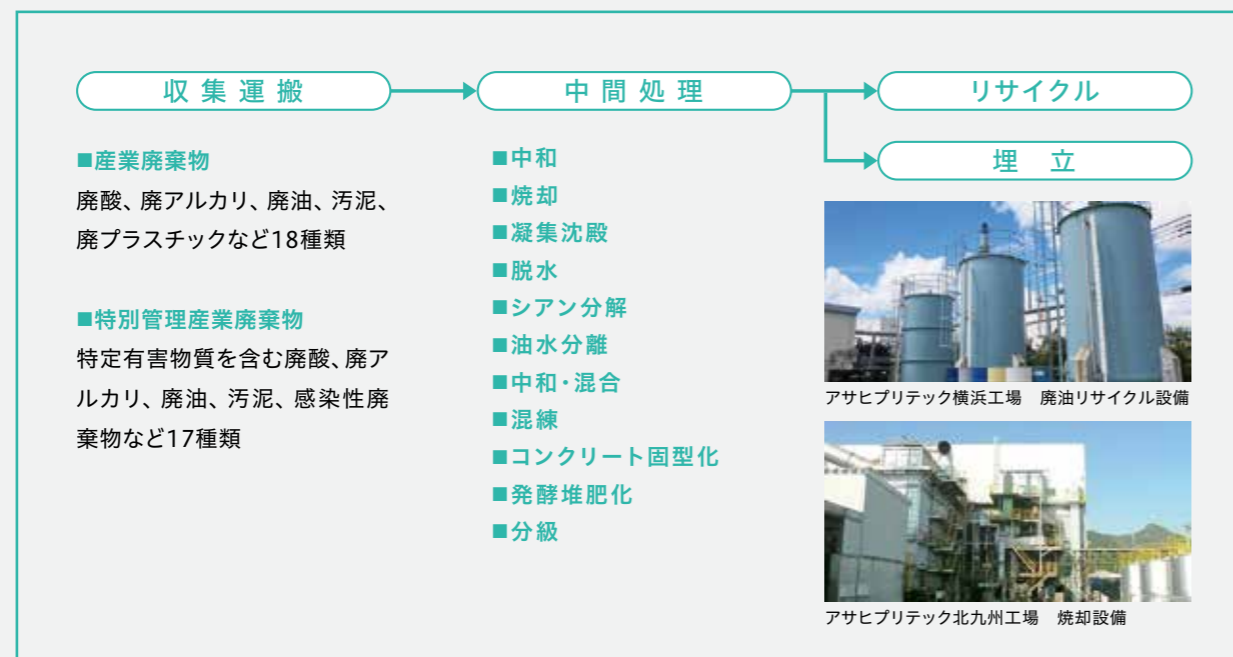 収集運搬
中間処理
リサイクル
埋 立
■産業廃棄物
廃酸、廃アルカリ、廃油、汚泥、
廃プラスチックなど18種類
■特別管理産業廃棄物
特定有害物質を含む廃酸、廃ア
ルカリ、廃油、汚泥、感染性廃
棄物など17種類
■中和
■焼却
■凝集沈殿
■脱水
■シアン分解
■油水分離
■中和・混合
■混練
■コンクリート固型化
■発酵堆肥化
■分級
アサヒプリテック横浜工場 廃油リサイクル設備
アサヒプリテック北九州工場 焼却設備